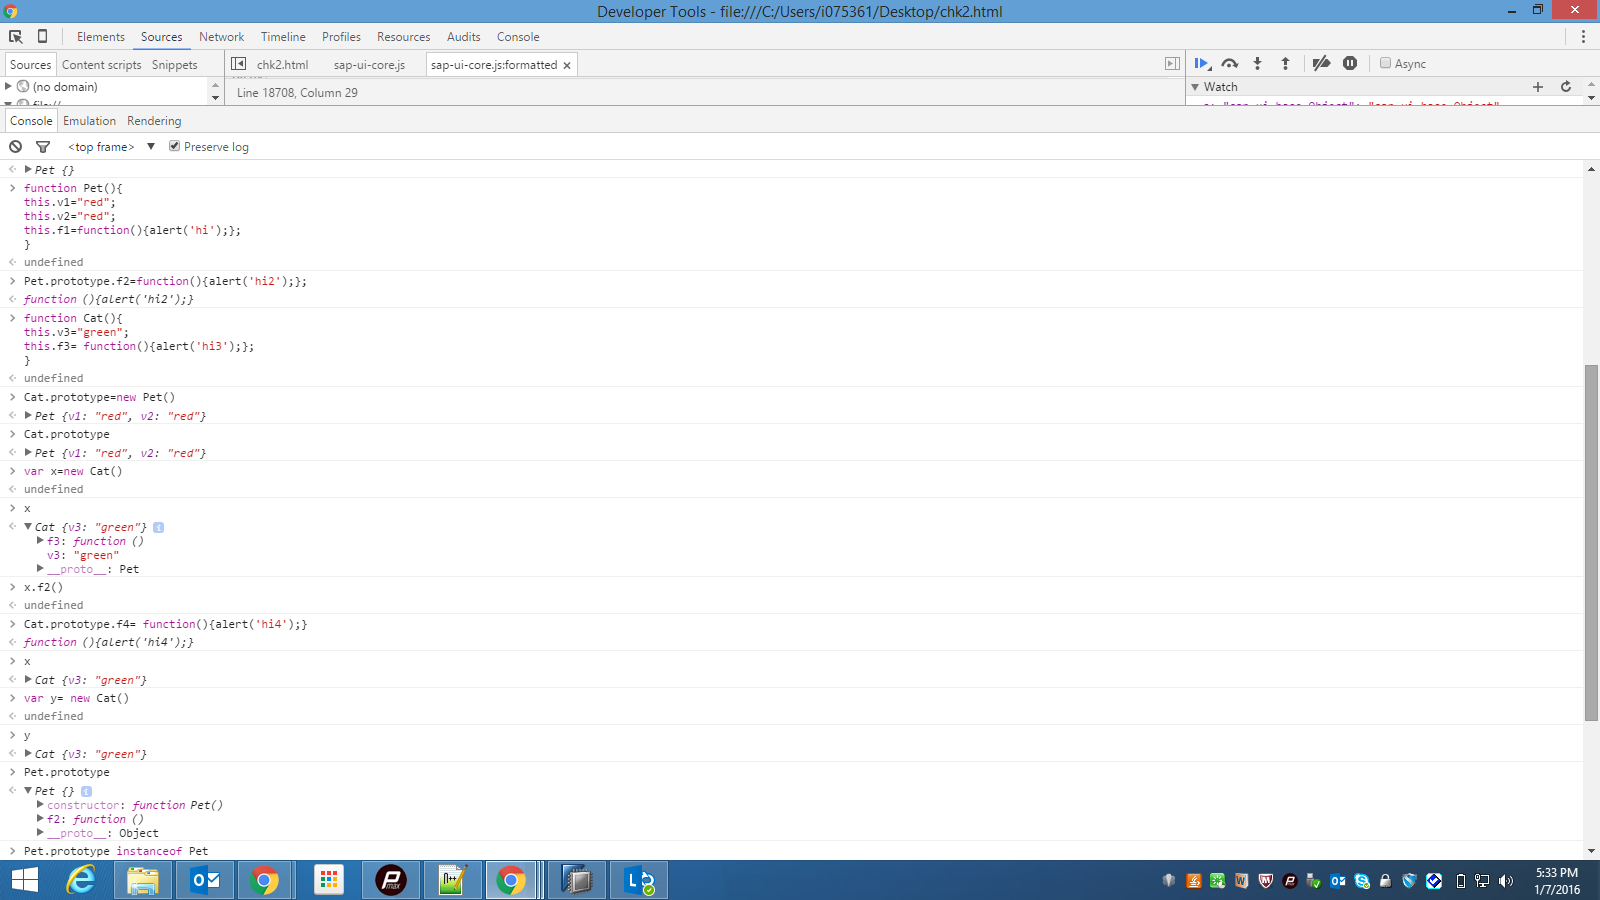 Developer Tools - file:///C:/Users/i075361/Desktop/chk2.html
Elements Sources Network Timeline Profiles Resources Audits Console
Sources Content scripts Snippets chk2.html sap-ui-core.js sap-ui-core.js:formatted × Async
(no domain) Line 18708, Column 29 Watch
file://
Console Emulation Rendering
<top frame> ▼ Preserve log
Pet {}
function Pet(){
this.v1="red";
this.v2="red";
this.f1=function(){alert('hi');};
}
undefined
Pet.prototype.f2=function(){alert('hi2');};
function (){alert('hi2');}
function Cat(){
this.v3="green";
this.f3= function(){alert('hi3');};
}
undefined
Cat.prototype=new Pet()
Pet {v1: "red", v2: "red"}
Cat.prototype
Pet {v1: "red", v2: "red"}
var x=new Cat()
undefined
x
Cat {v3: "green"}
f3: function ()
v3: "green"
__proto__: Pet
x.f2()
undefined
Cat.prototype.f4= function(){alert('hi4');}
function (){alert('hi4');}
x
Cat {v3: "green"}
var y= new Cat()
undefined
y
Cat {v3: "green"}
Pet.prototype
Pet {}
constructor: function Pet()
f2: function ()
__proto__: Object
Pet.prototype instanceof Pet
5:33 PM
1/7/2016